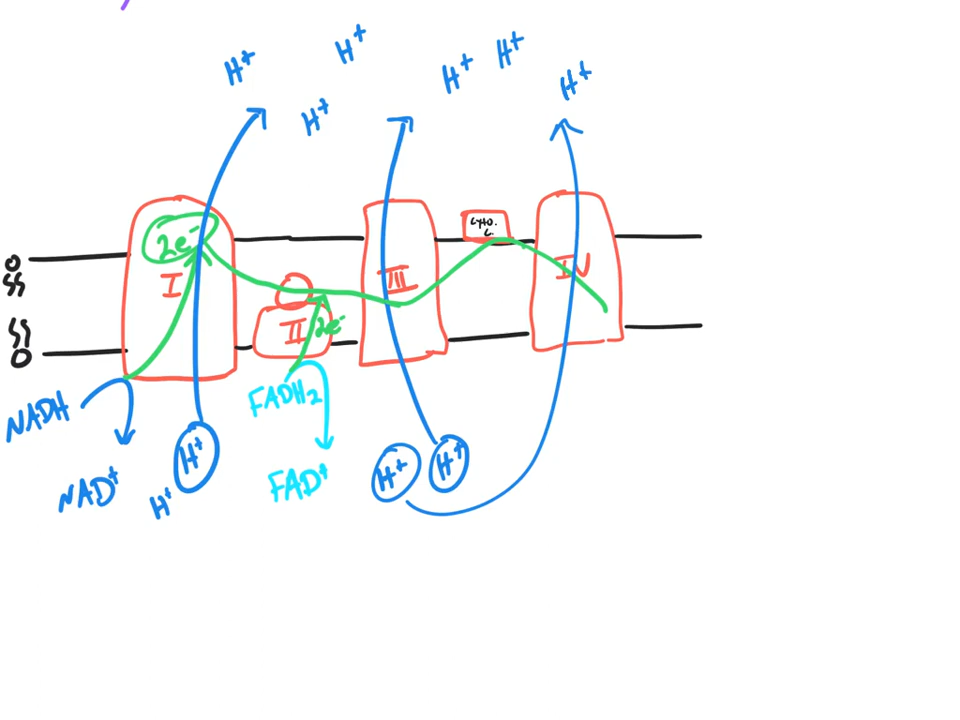 H+
H+
H+
H+
H+
H+
2e-
I
II
2e-
III
cyto.
c.
IV
NADH
NAD+
H+
H+
FADH2
FAD+
H+
H+